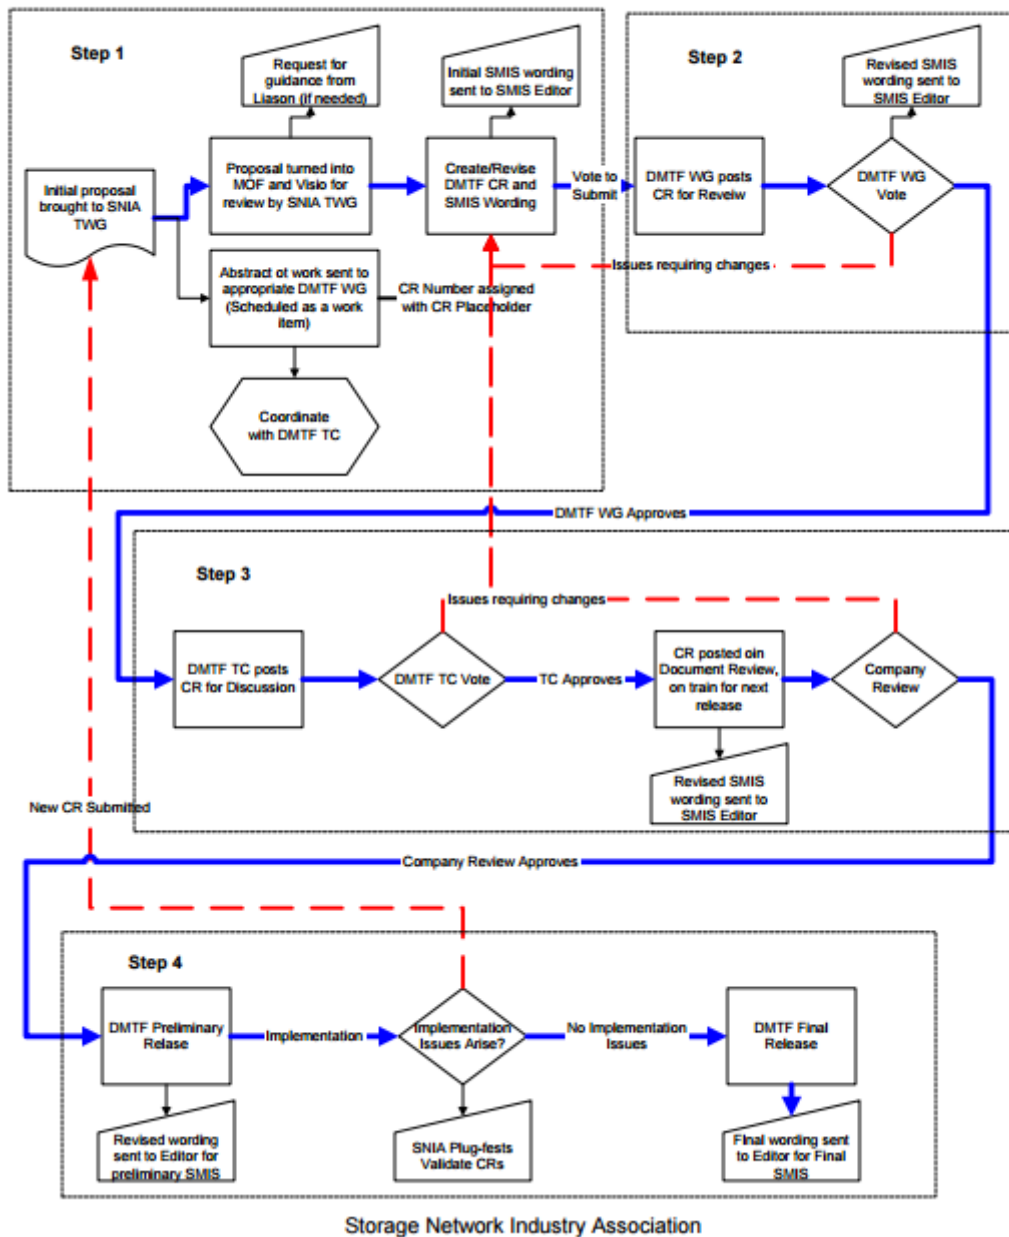 Step 1
Request for
guidance from
Liason (if needed)
Initial SMIS wording
sent to SMIS Editor
Step 2
Revised SMIS
wording sent to
SMIS Editor
Initial proposal
brought to SNIA
TWG
Proposal turned into
MOF and Visio for
review by SNIA TWG
Create/Revise
DMTF CR and
SMIS Wording
Vote to
Submit
DMTF WG posts
CR for Reveiw
DMTF WG
Vote
Issues requiring changes
Abstract of work sent to
appropriate DMTF WG
(Scheduled as a work
item)
CR Number assigned
with CR Placeholder
Coordinate
with DMTF TC
DMTF WG Approves
Step 3
Issues requiring changes
DMTF TC posts
CR for Discussion
DMTF TC Vote
TC Approves
CR posted oin
Document Review,
on train for next
release
Company
Review
Revised SMIS
wording sent to
SMIS Editor
New CR Submitted
Company Review Approves
Step 4
DMTF Preliminary
Relase
Implementation
Implementation
Issues Arise?
No Implementation
Issues
DMTF Final
Release
Revised wording
sent to Editor for
preliminary SMIS
SNIA Plug-fests
Validate CRs
Final wording sent
to Editor for Final
SMIS
Storage Network Industry Association